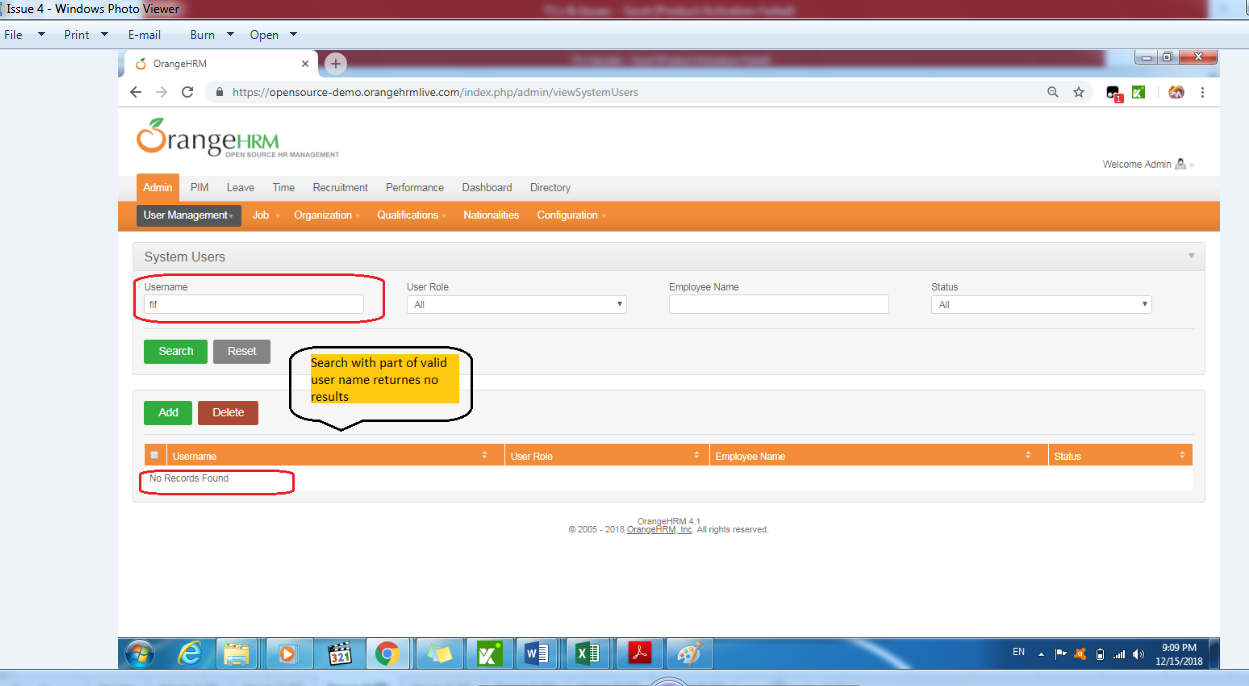 Issue 4 - Windows Photo Viewer
File Print E-mail Burn Open
OrangeHRM
https://opensource-demo.orangehrmlive.com/index.php/admin/viewSystemUsers
1
OrangeHRM
OPEN SOURCE HR MANAGEMENT
Welcome Admin
Admin PIM Leave Time Recruitment Performance Dashboard Directory
User Management Job Organization Qualifications Nationalities Configuration
System Users
Username User Role Employee Name Status
fif All All
Search Reset
Search with part of valid
user name returnes no
results
Add Delete
Username User Role Employee Name Status
No Records Found
OrangeHRM 4.1
© 2005 - 2018 OrangeHRM, Inc. All rights reserved.
321
EN
9:09 PM
12/15/2018